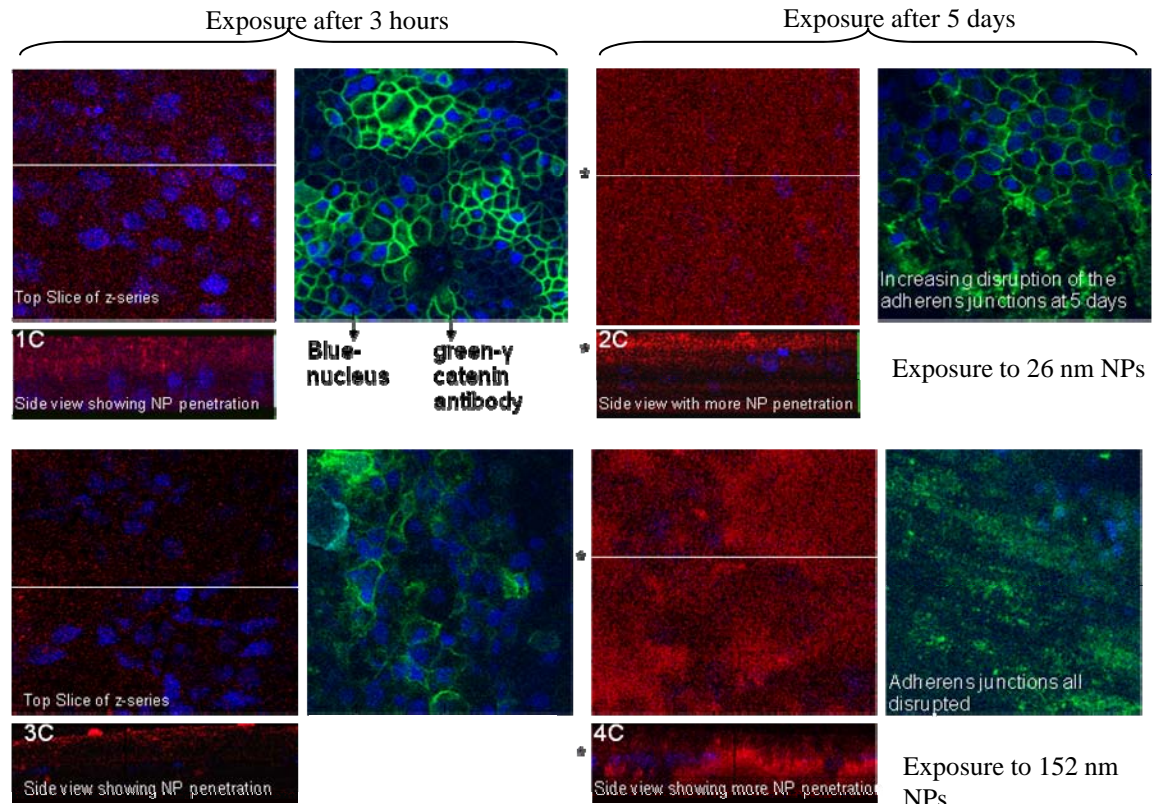 Exposure after 3 hours
Exposure after 5 days
Top Slice of z-series
*
Increasing disruption of the
adherens junctions at 5 days
1C
Side view showing NP penetration
Blue-
nucleus
green-γ
catenin
antibody
*
2C
Side view with more NP penetration
Exposure to 26 nm NPs
Top Slice of z-series
*
Adherens junctions all
disrupted
3C
Side view showing NP penetration
*
4C
Side view showing more NP penetration
Exposure to 152 nm
NPs